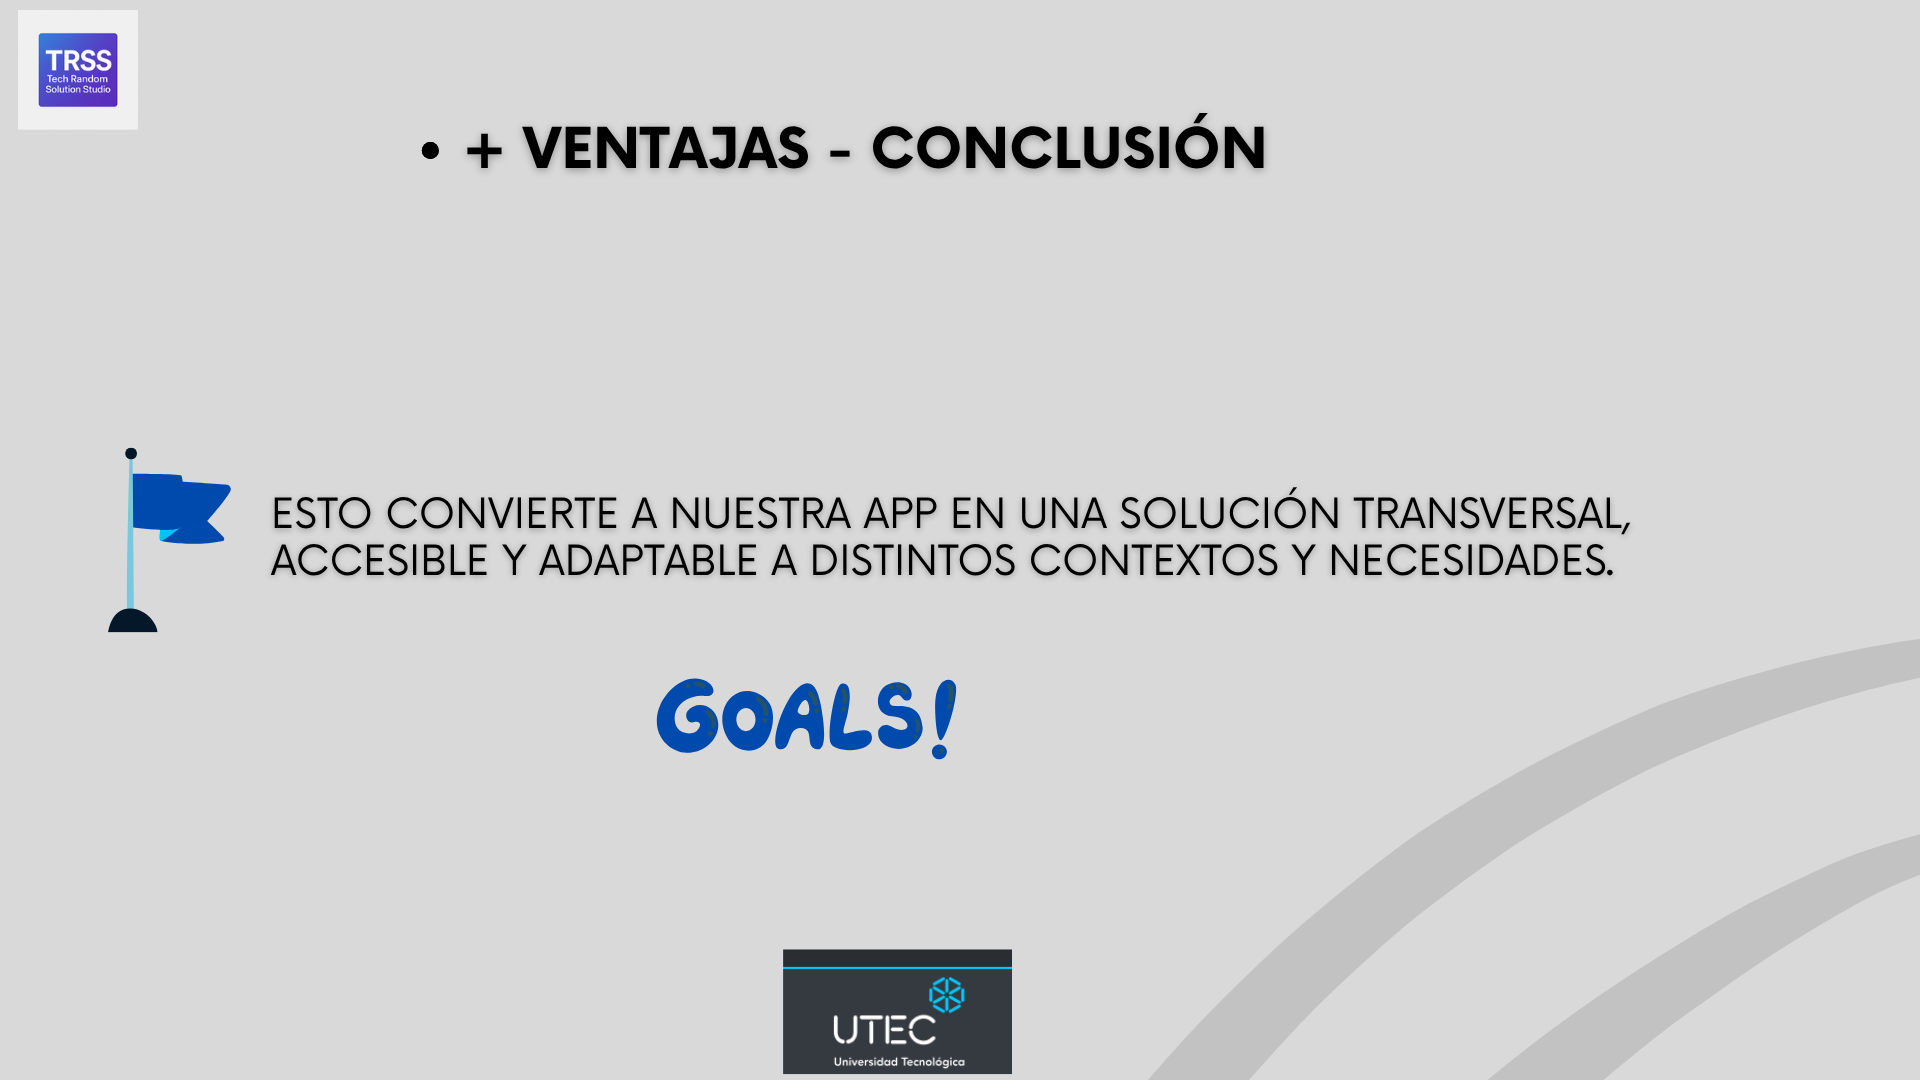 TRSS
Tech Random
Solution Studio
• + VENTAJAS - CONCLUSIÓN
ESTO CONVIERTE A NUESTRA APP EN UNA SOLUCIÓN TRANSVERSAL,
ACCESIBLE Y ADAPTABLE A DISTINTOS CONTEXTOS Y NECESIDADES.
GOALS!
UTEC
Universidad Tecnológica